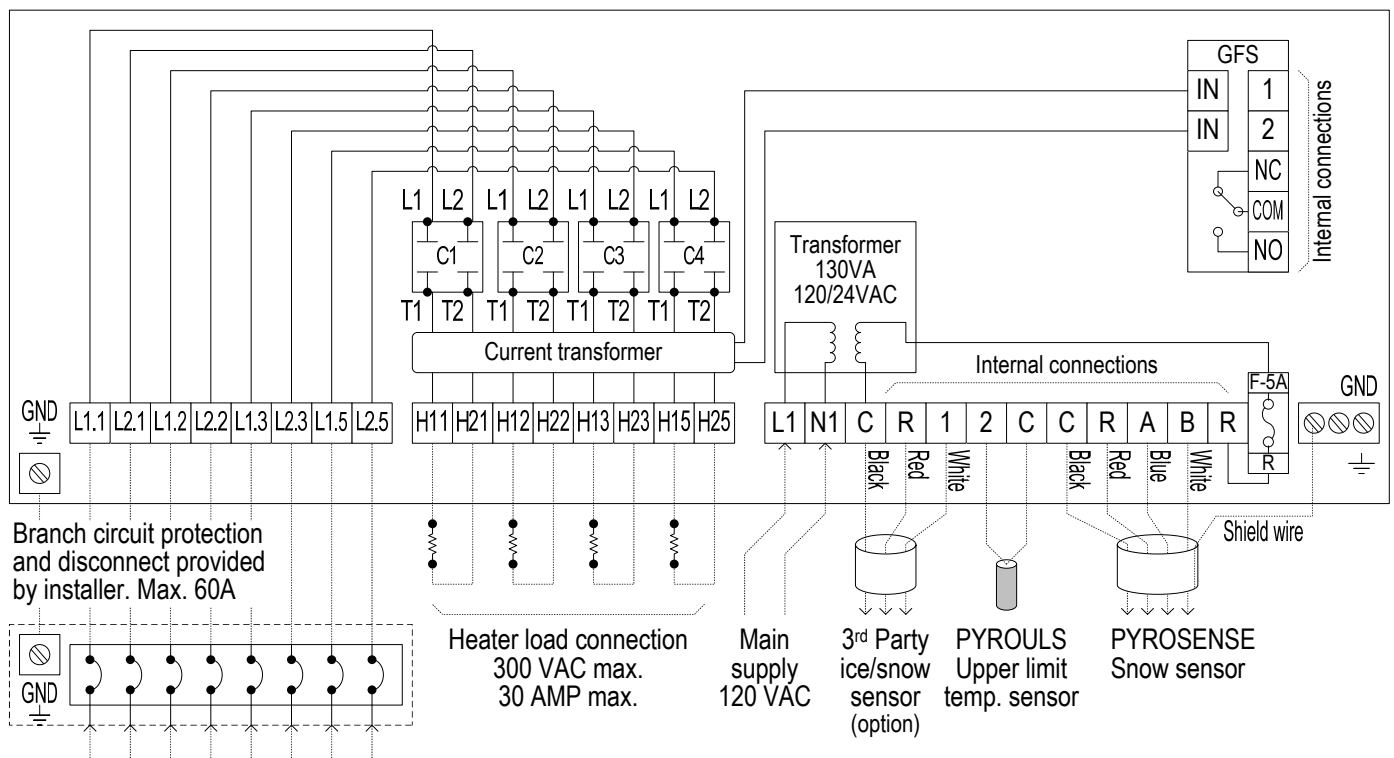 GFS
IN 1
IN 2
NC
COM
NO
Internal connections
L1 L2 L1 L2 L1 L2 L1 L2
C1 C2 C3 C4
T1 T2 T1 T2 T1 T2 T1 T2
Transformer
130VA
120/24VAC
Current transformer
Internal connections
F-5A
R
GND
GND
L1.1 L2.1 L1.2 L2.2 L1.3 L2.3 L1.5 L2.5
H11 H21 H12 H22 H13 H23 H15 H25
L1 N1 C R 1 2 C C R A B R
Black Red White Black Red Blue White
Shield wire
Branch circuit protection
and disconnect provided
by installer. Max. 60A
GND
Heater load connection
300 VAC max.
30 AMP max.
Main
supply
120 VAC
3rd Party
ice/snow
sensor
(option)
PYROULS
Upper limit
temp. sensor
PYROSENSE
Snow sensor